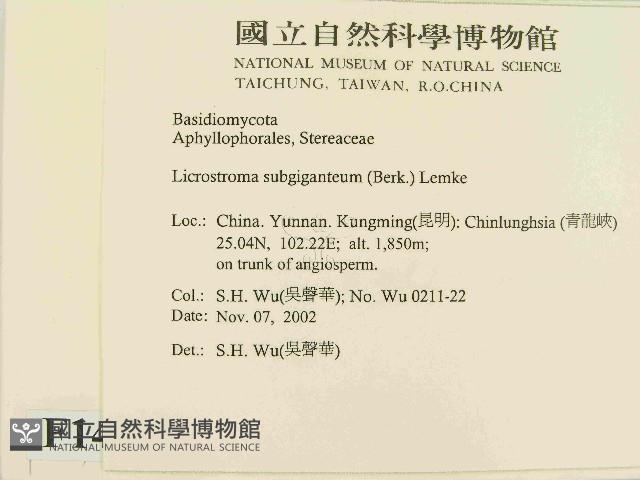 國立自然科學博物館
NATIONAL MUSEUM OF NATURAL SCIENCE
TAICHUNG, TAIWAN, R.O.CHINA
Basidiomycota
Aphyllophorales, Stereaceae
Licrostroma subgiganteum (Berk.) Lemke
Loc.: China. Yunnan. Kungming(昆明): Chinlunghsia (青龍峽)
25.04N, 102.22E; alt. 1,850m;
on trunk of angiosperm.
Col.: S.H. Wu(吳聲華); No. Wu 0211-22
Date: Nov. 07, 2002
Det.: S.H. Wu(吳聲華)
國立自然科學博物館
NATIONAL MUSEUM OF NATURAL SCIENCE